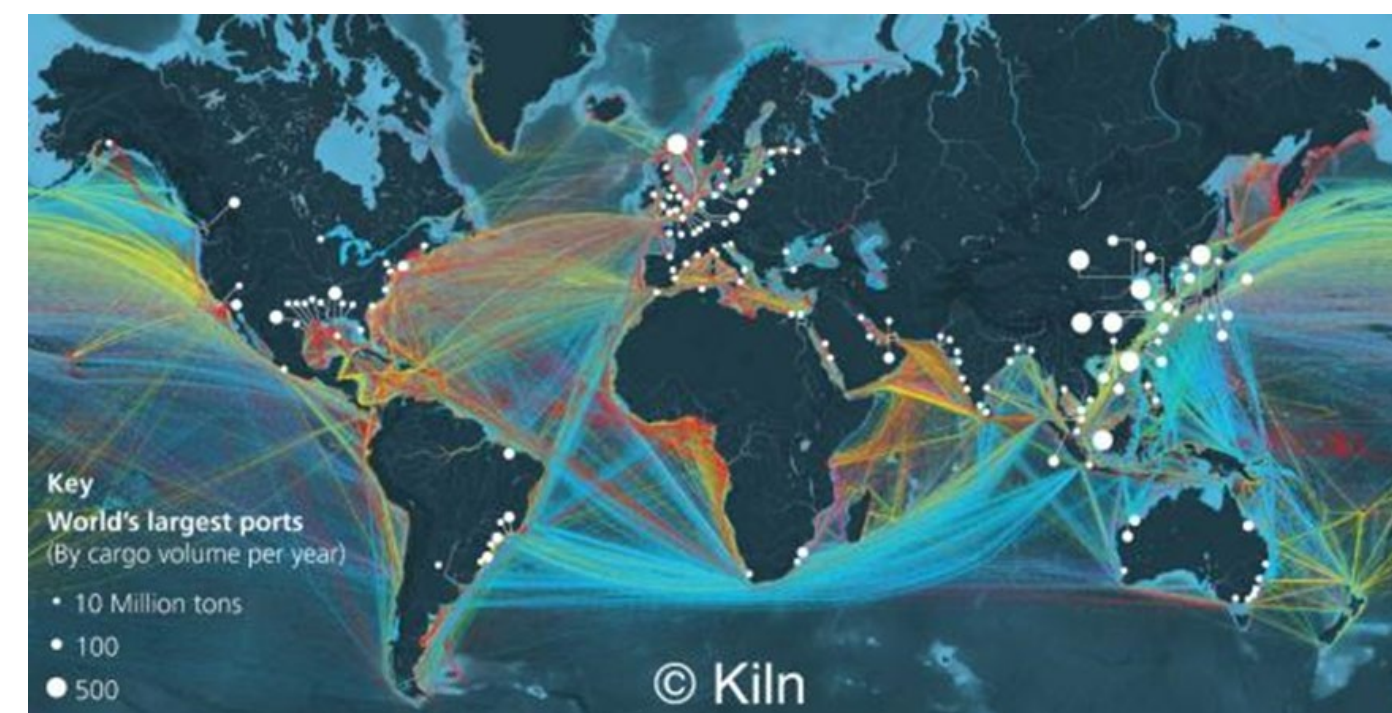 Key
World's largest ports
(By cargo volume per year)
10 Million tons
100
500
© Kiln